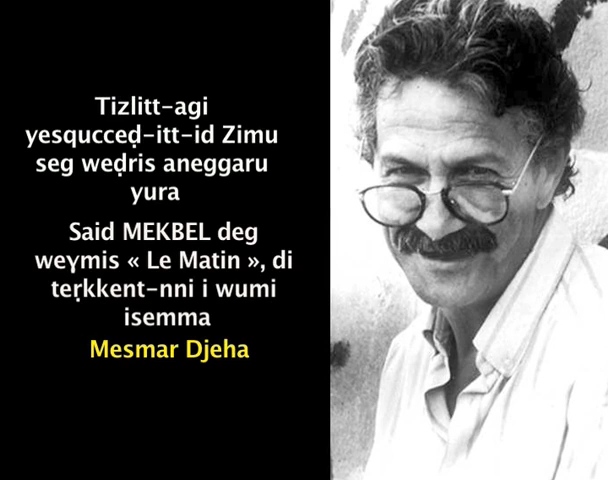 Tizlitt-agi
yesqucceḍ-itt-id Zimu
seg weḍris aneggaru
yura
Said MEKBEL deg
weɣmis « Le Matin », di
teṛkkent-nni i wumi
isemma
Mesmar Djeha